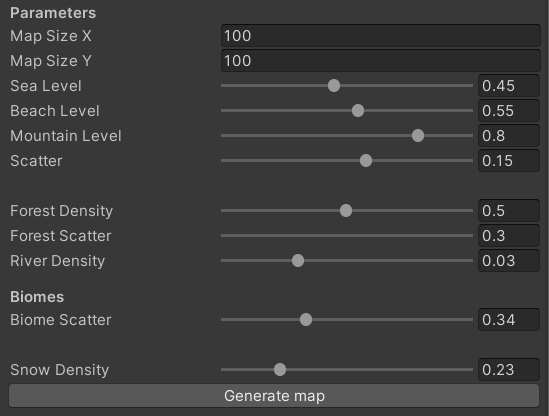 Parameters
Map Size X 100
Map Size Y 100
Sea Level 0.45
Beach Level 0.55
Mountain Level 0.8
Scatter 0.15
Forest Density 0.5
Forest Scatter 0.3
River Density 0.03
Biomes
Biome Scatter 0.34
Snow Density 0.23
Generate map